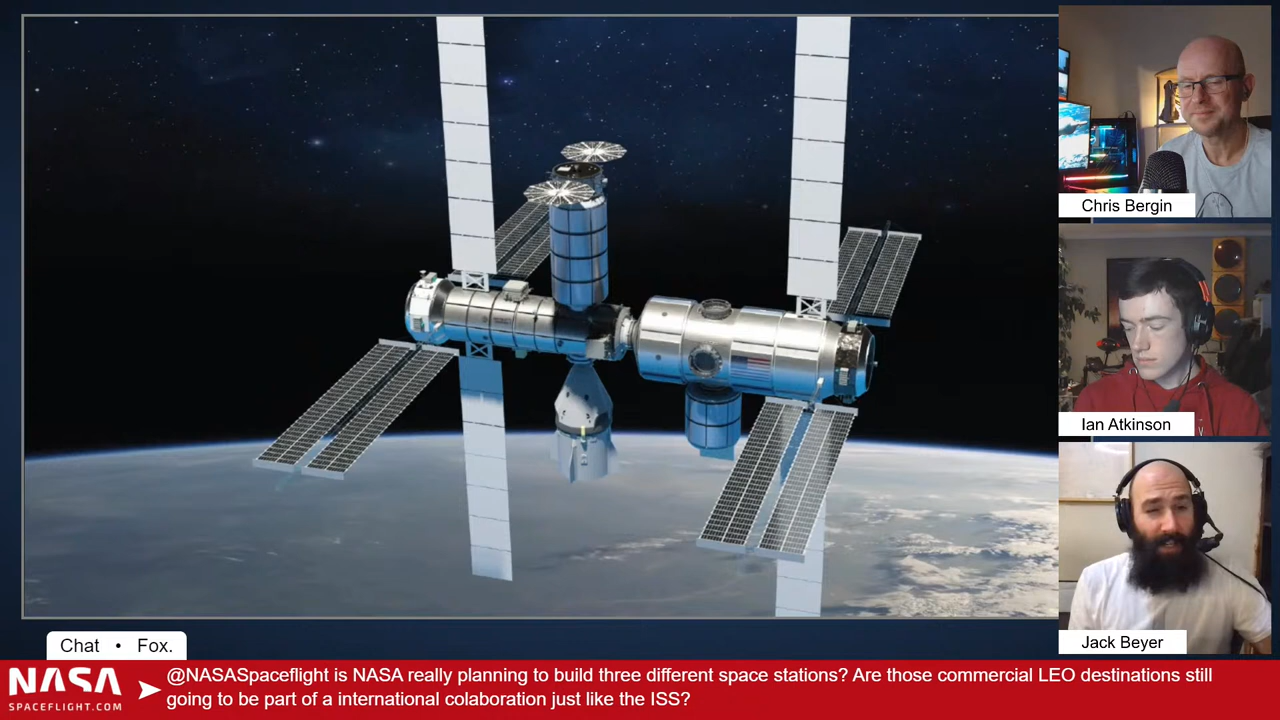 Chris Bergin
Ian Atkinson
Jack Beyer
Chat • Fox.
NASA
SPACEFLIGHT.COM
@NASASpaceflight is NASA really planning to build three different space stations? Are those commercial LEO destinations still
going to be part of a international colaboration just like the ISS?